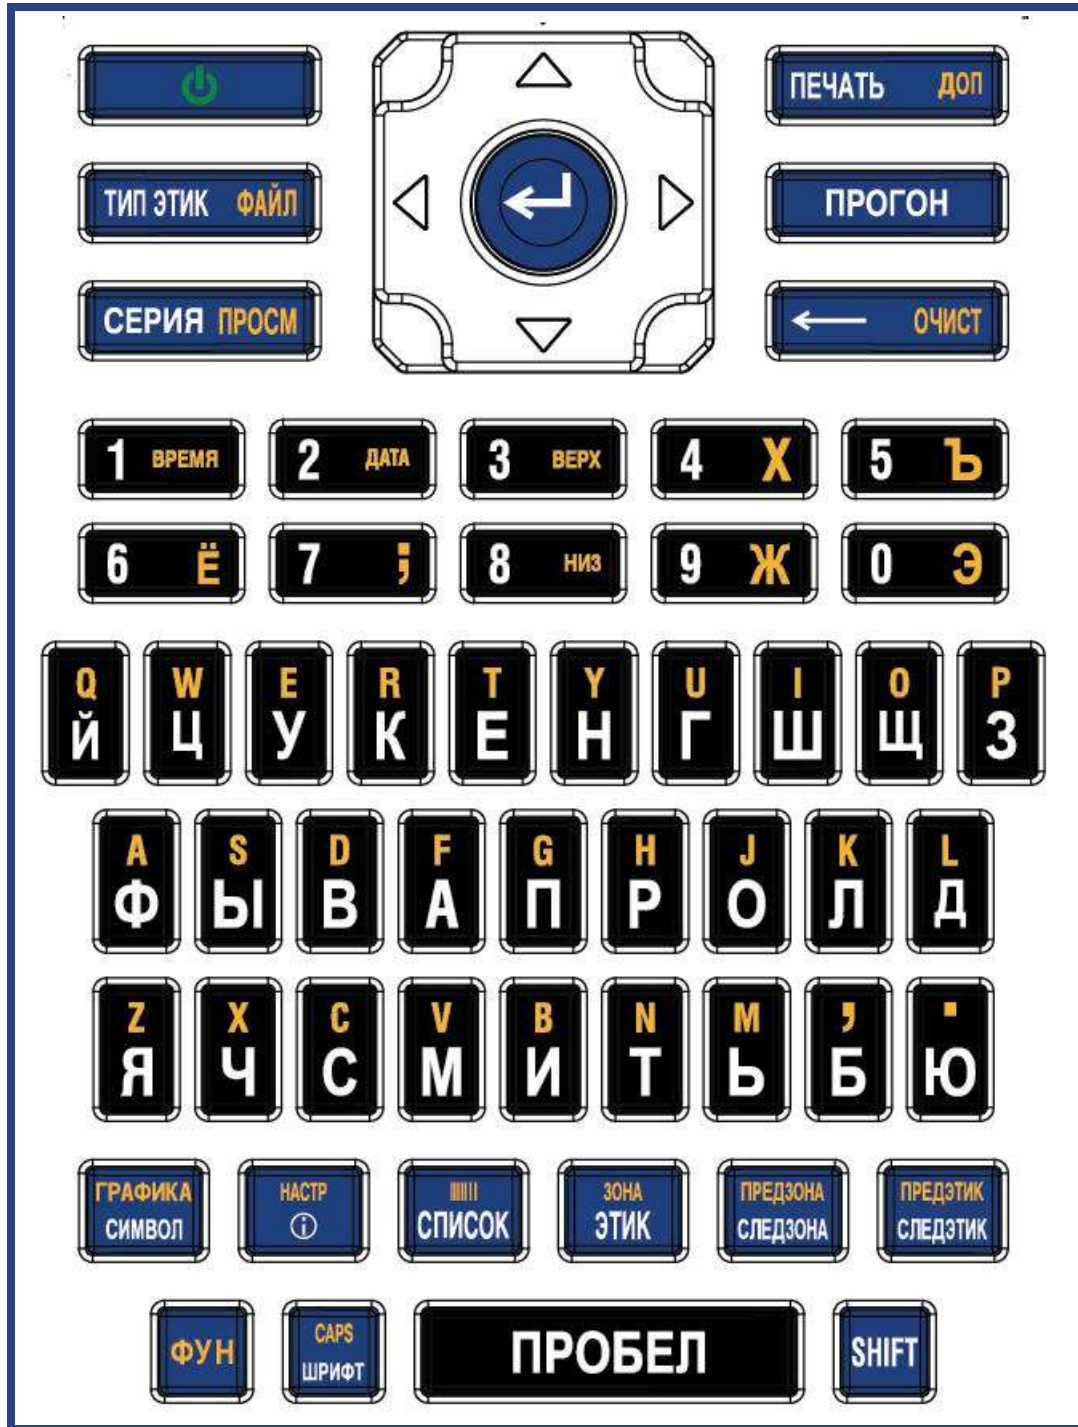 ПЕЧАТЬ ДОП
ТИП ЭТИК ФАЙЛ
ПРОГОН
СЕРИЯ ПРОСМ
ОЧИСТ
1 ВРЕМЯ 2 ДАТА 3 ВЕРХ 4 Х 5 Ъ
6 Ё 7 ; 8 НИЗ 9 Ж 0 Э
Q W E R T Y U I O P
Й Ц У К Е Н Г Ш Щ З
A S D F G H J K L
Ф Ы В А П Р О Л Д
Z X C V B N M , .
Я Ч С М И Т Ь Б Ю
ГРАФИКА НАСТР ЗОНА ПРЕДЗОНА ПРЕДЭТИК
СИМВОЛ i СПИСОК ЭТИК СЛЕДЗОНА СЛЕДЭТИК
ФУН CAPS ПРОБЕЛ SHIFT
ШРИФТ